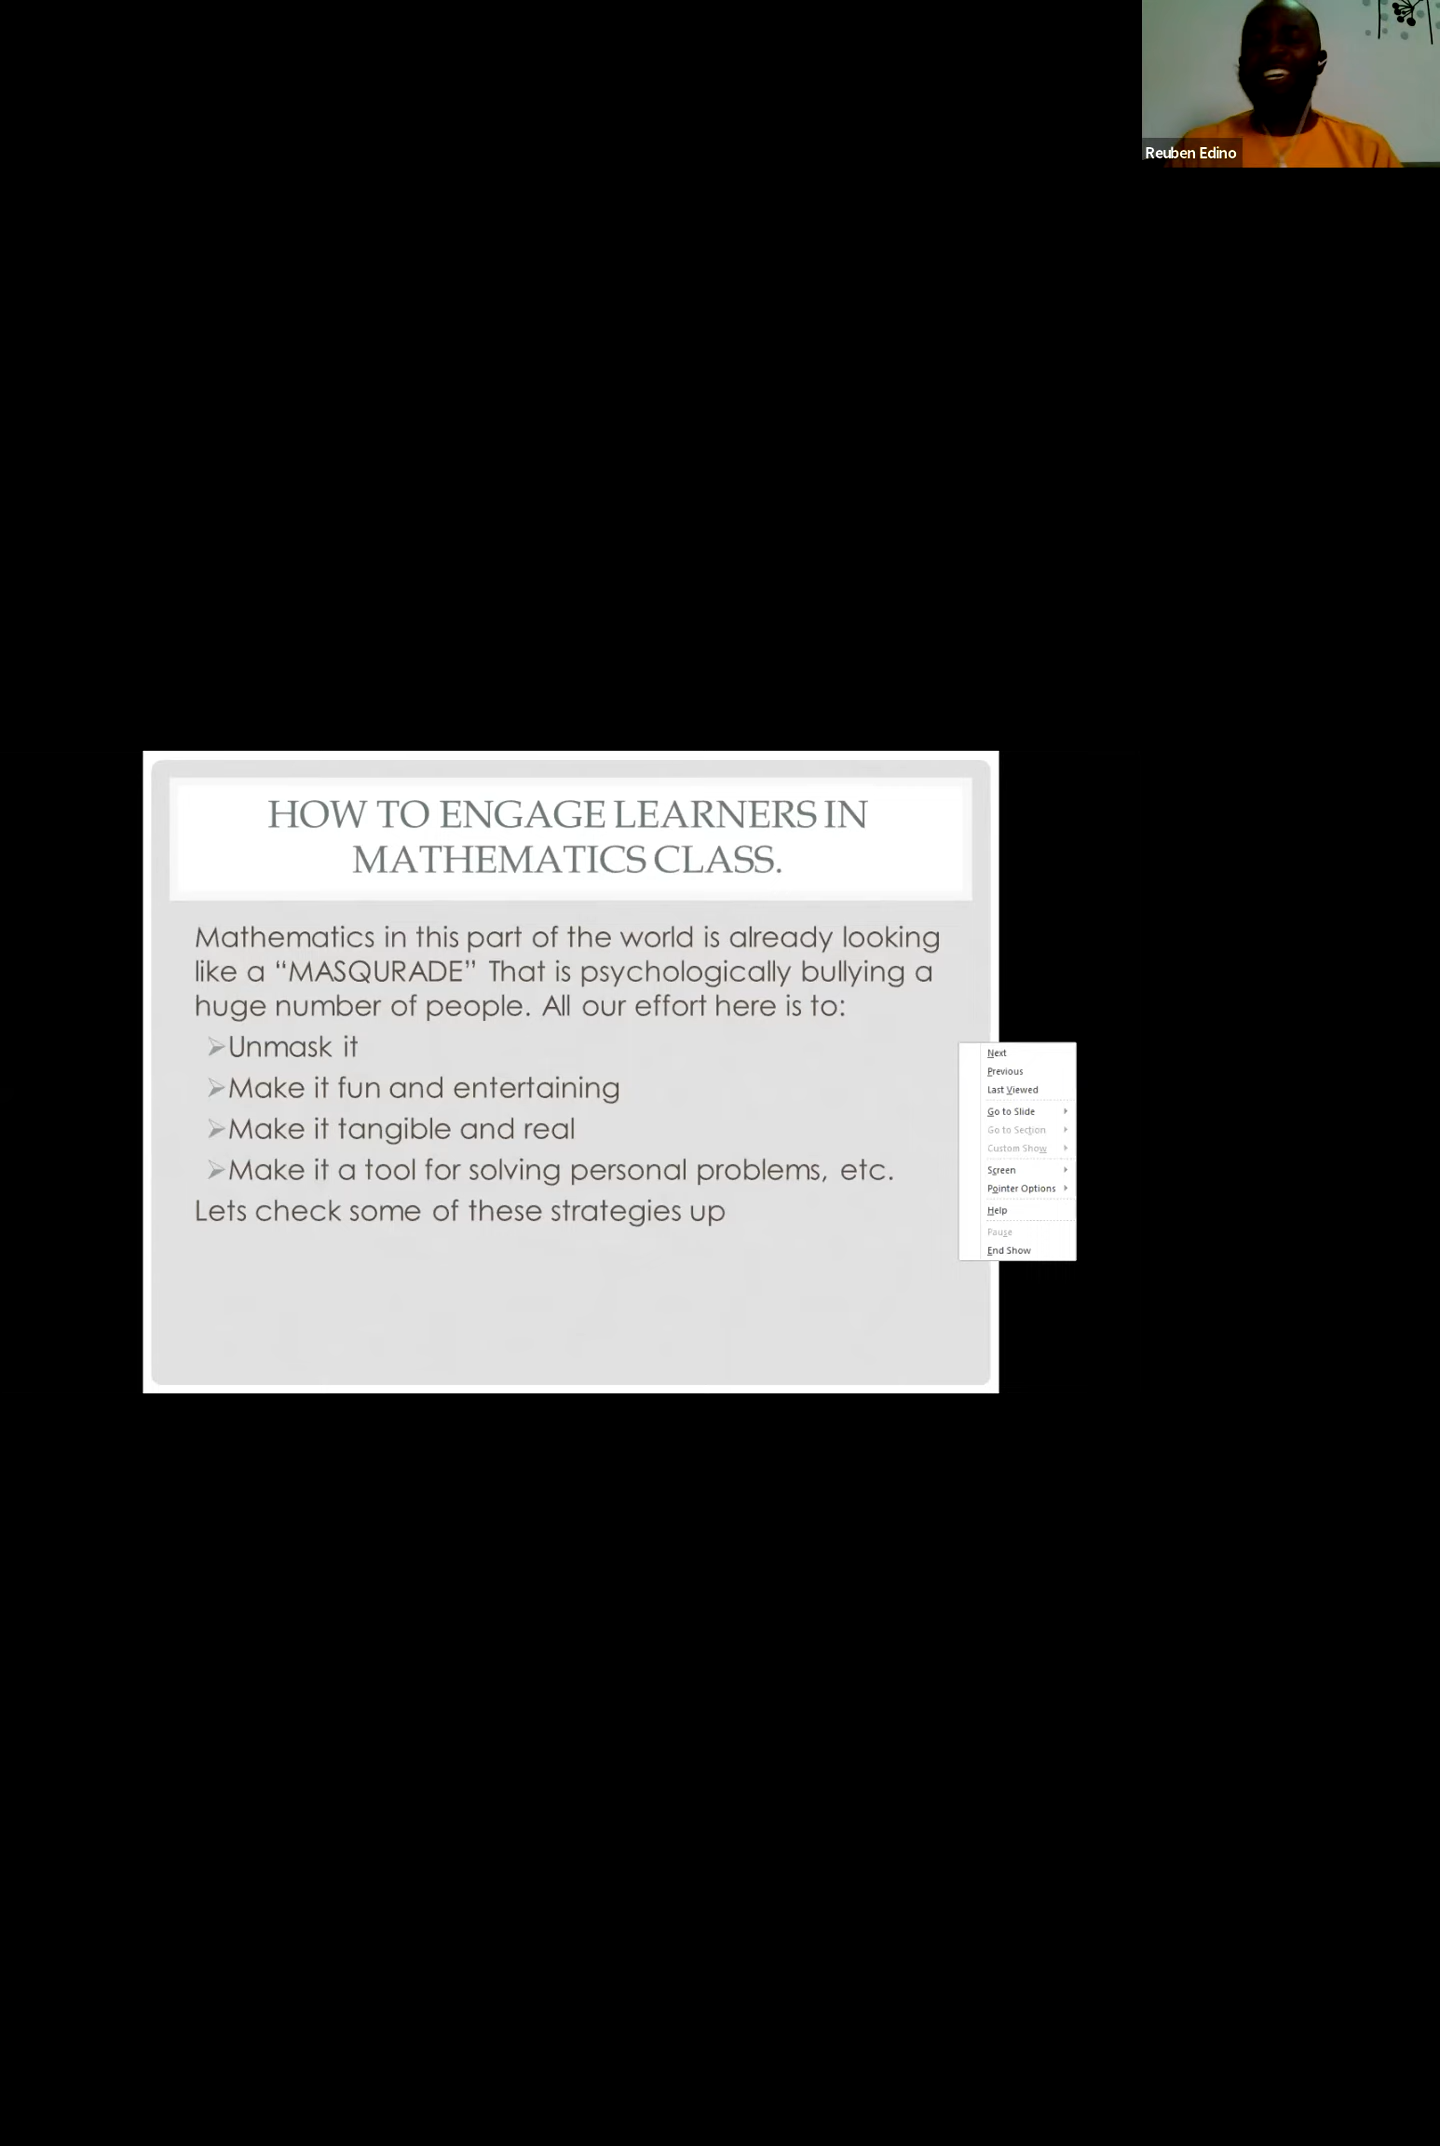 Reuben Edino
HOW TO ENGAGE LEARNERS IN
MATHEMATICS CLASS.
Mathematics in this part of the world is already looking
like a “MASQURADE” That is psychologically bullying a
huge number of people. All our effort here is to:
➢Unmask it
➢Make it fun and entertaining
➢Make it tangible and real
➢Make it a tool for solving personal problems, etc.
Lets check some of these strategies up
Next
Previous
Last Viewed
Go to Slide
Go to Section
Custom Show
Screen
Pointer Options
Help
Pause
End Show